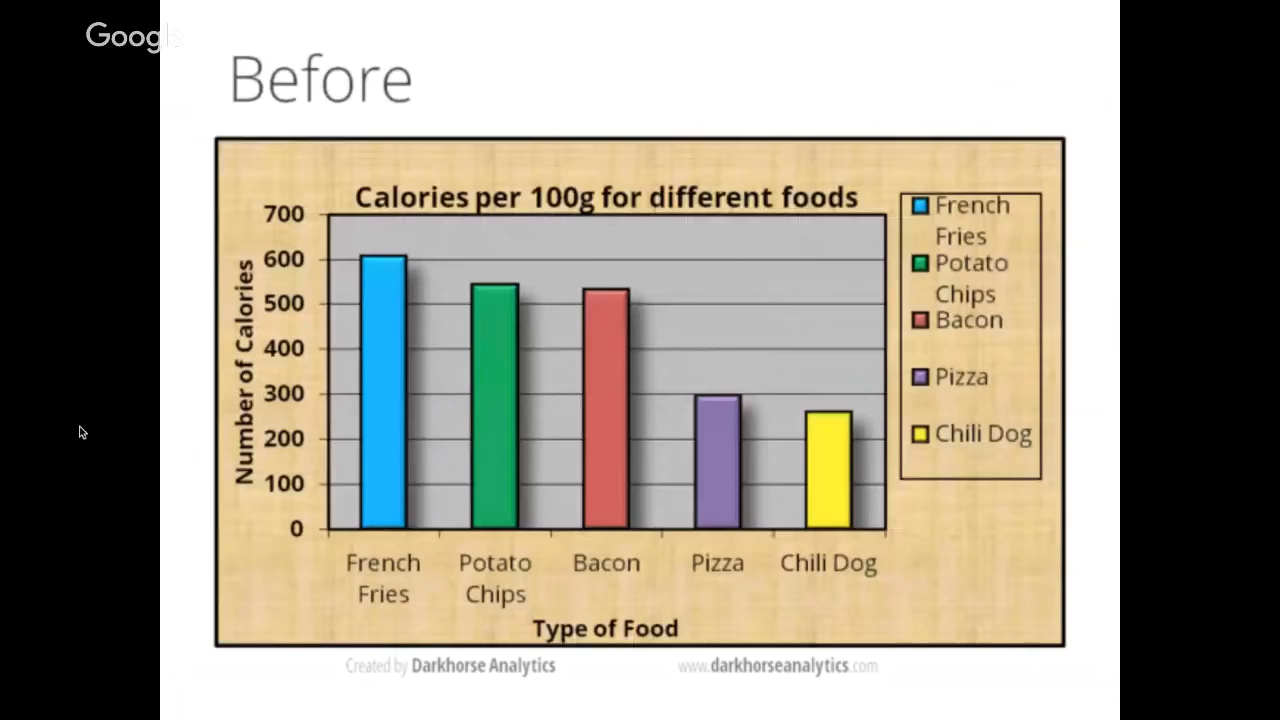 Google
Before
Calories per 100g for different foods
700
600
500
400
300
200
100
0
Number of Calories
French
Fries
Potato
Chips
Bacon
Pizza
Chili Dog
Type of Food
French
Fries
Potato
Chips
Bacon
Pizza
Chili Dog
Created by Darkhorse Analytics
www.darkhorseanalytics.com